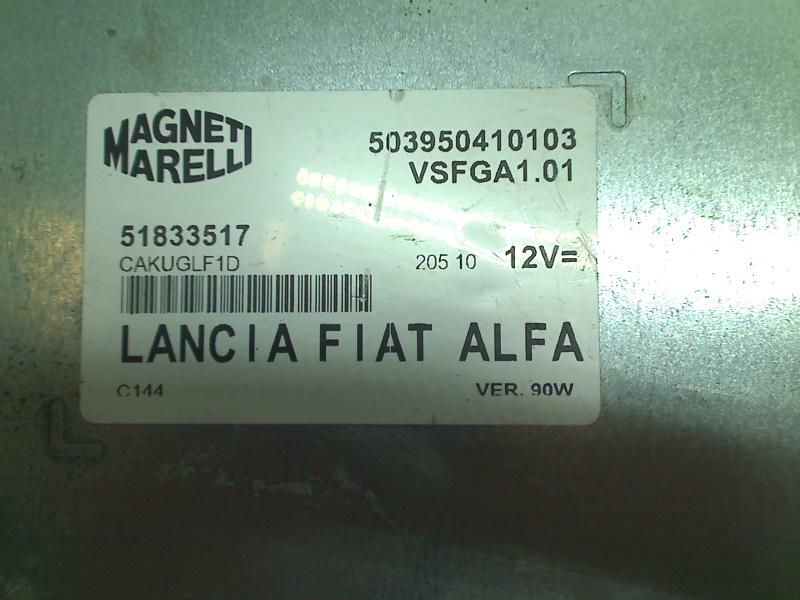 MAGNETI
MARELLI
503950410103
VSFGA1.01
51833517
CAKUGLF1D
205 10 12V=
LANCIA FIAT ALFA
C144 VER. 90W